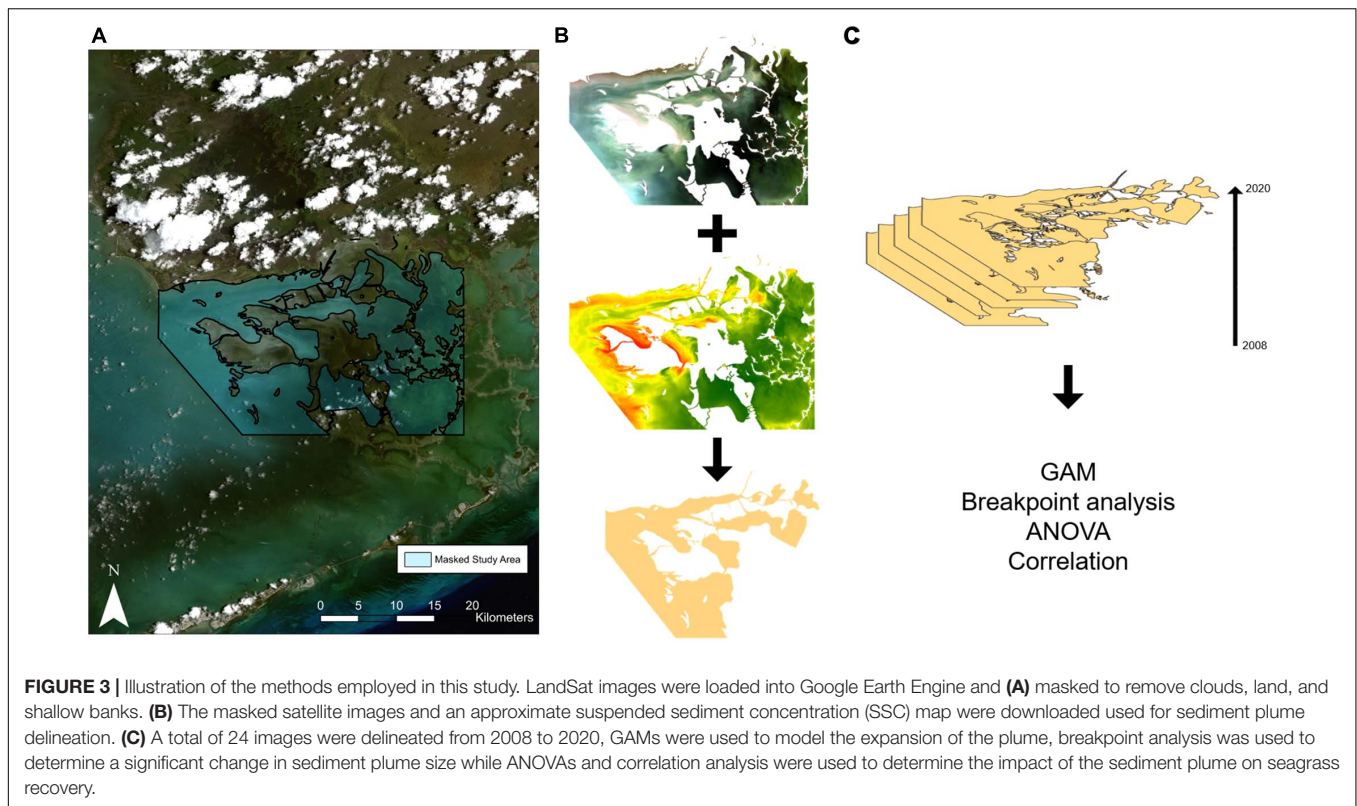 A
B
C
2020
2008
GAM
Breakpoint analysis
ANOVA
Correlation
Masked Study Area
N
0 5 10 15 20
Kilometers
FIGURE 3 | Illustration of the methods employed in this study. LandSat images were loaded into Google Earth Engine and (A) masked to remove clouds, land, and
shallow banks. (B) The masked satellite images and an approximate suspended sediment concentration (SSC) map were downloaded used for sediment plume
delineation. (C) A total of 24 images were delineated from 2008 to 2020, GAMs were used to model the expansion of the plume, breakpoint analysis was used to
determine a significant change in sediment plume size while ANOVAs and correlation analysis were used to determine the impact of the sediment plume on seagrass
recovery.